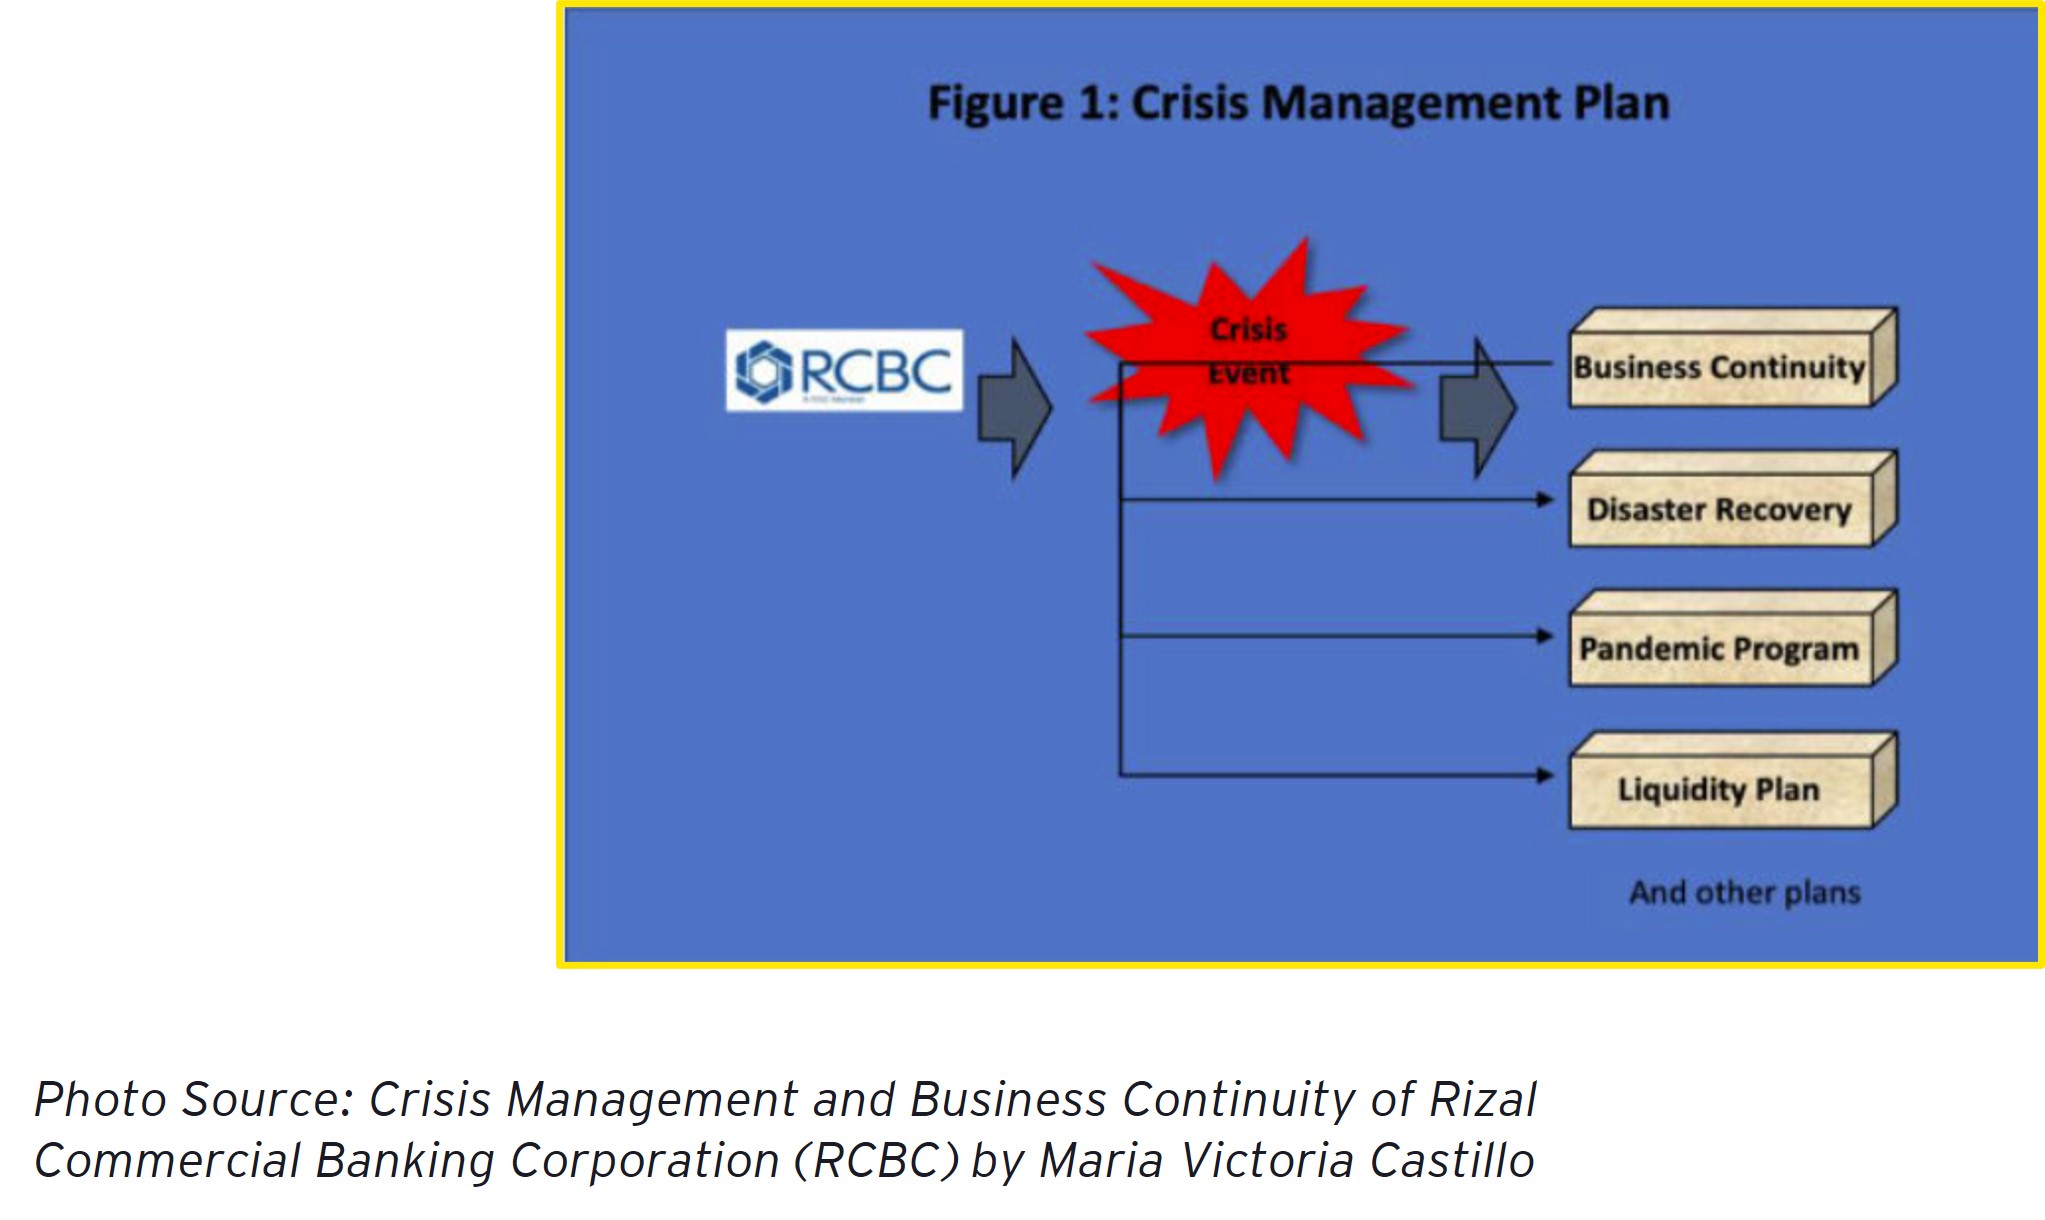 Figure 1: Crisis Management Plan
RCBC
Crisis
Event
Business Continuity
Disaster Recovery
Pandemic Program
Liquidity Plan
And other plans
Photo Source: Crisis Management and Business Continuity of Rizal
Commercial Banking Corporation (RCBC) by Maria Victoria Castillo